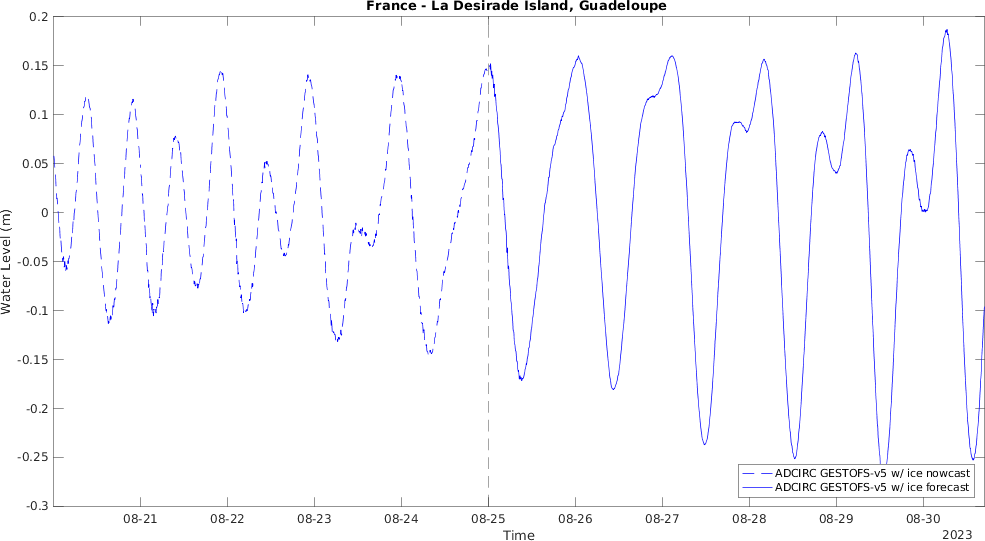 France - La Desirade Island, Guadeloupe
0.2
0.15
0.1
0.05
0
-0.05
-0.1
-0.15
-0.2
-0.25
-0.3
Water Level (m)
ADCIRC GESTOFS-v5 w/ ice nowcast
ADCIRC GESTOFS-v5 w/ ice forecast
08-21 08-22 08-23 08-24 08-25 08-26 08-27 08-28 08-29 08-30
Time
2023